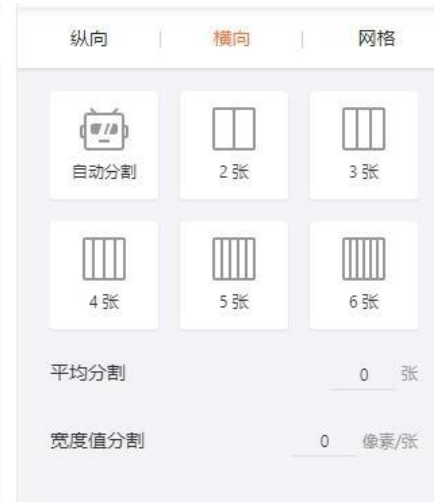 纵向 横向 网格
自动分割 2 张 3 张
4 张 5 张 6 张
平均分割 0 张
宽度值分割 0 像素/张